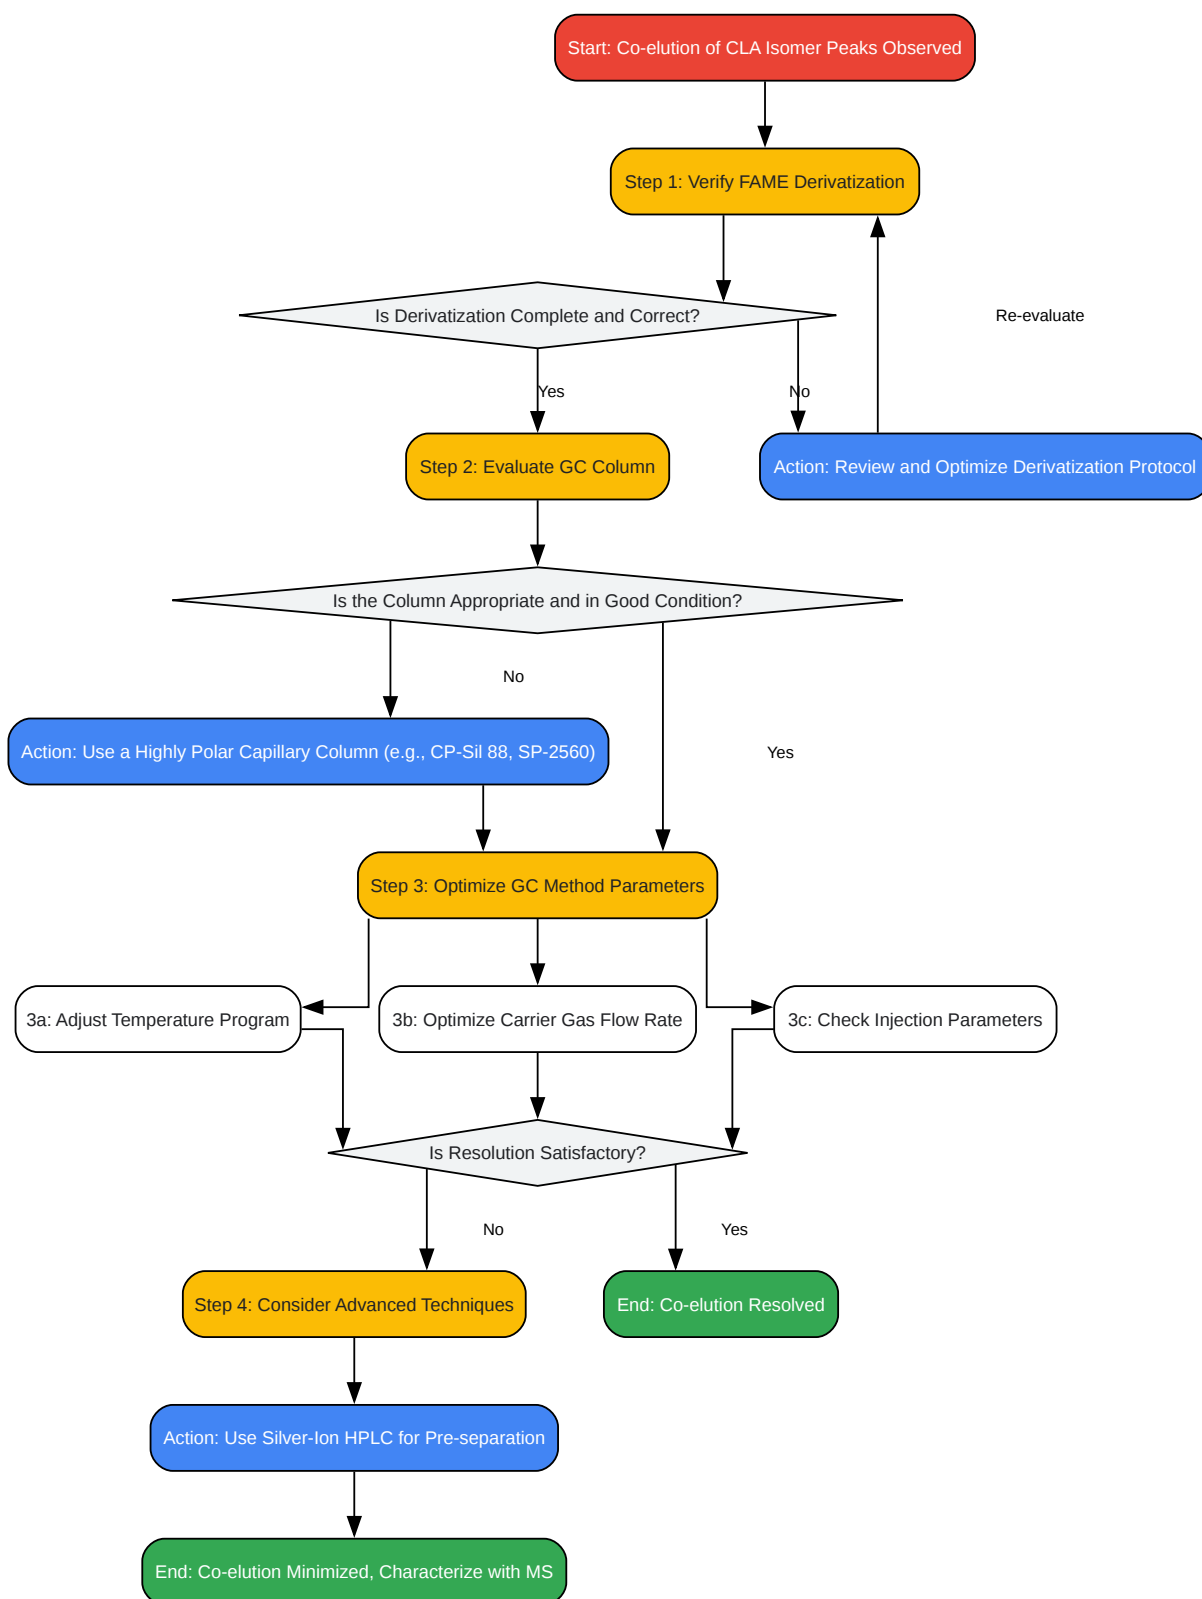 Start: Co-elution of CLA Isomer Peaks Observed
Step 1: Verify FAME Derivatization
Is Derivatization Complete and Correct?
Re-evaluate
Yes
No
Step 2: Evaluate GC Column
Action: Review and Optimize Derivatization Protocol
Is the Column Appropriate and in Good Condition?
No
Action: Use a Highly Polar Capillary Column (e.g., CP-Sil 88, SP-2560)
Yes
Step 3: Optimize GC Method Parameters
3a: Adjust Temperature Program
3b: Optimize Carrier Gas Flow Rate
3c: Check Injection Parameters
Is Resolution Satisfactory?
No
Yes
Step 4: Consider Advanced Techniques
End: Co-elution Resolved
Action: Use Silver-Ion HPLC for Pre-separation
End: Co-elution Minimized, Characterize with MS